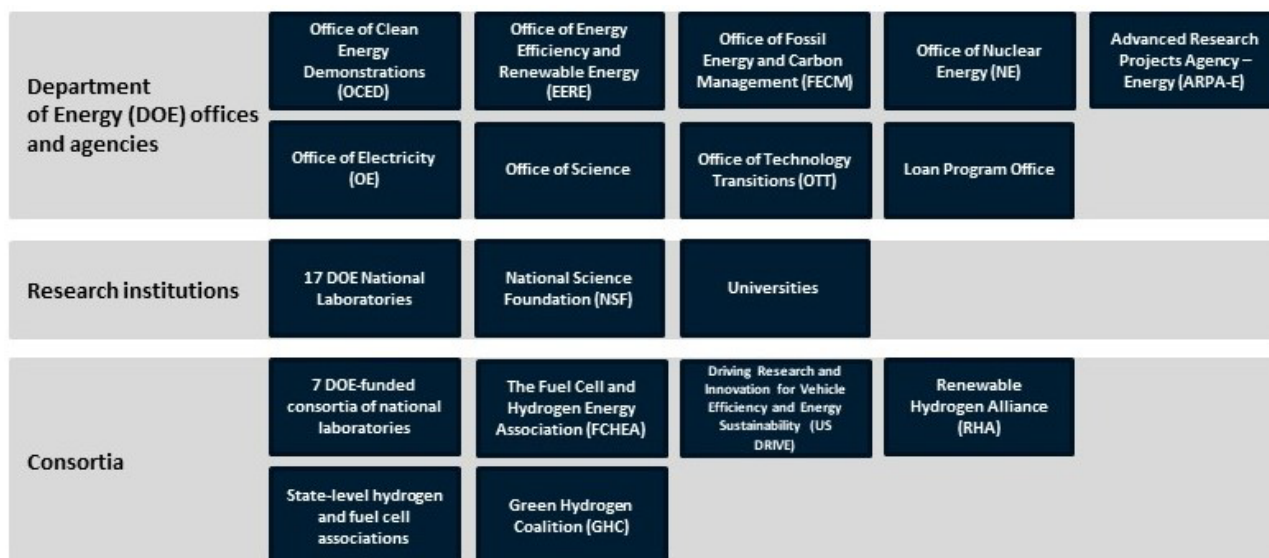 Department
of Energy (DOE) offices
and agencies
Office of Clean
Energy
Demonstrations
(OCED)
Office of Energy
Efficiency and
Renewable Energy
(EERE)
Office of Fossil
Energy and Carbon
Management (FECM)
Office of Nuclear
Energy (NE)
Advanced Research
Projects Agency –
Energy (ARPA-E)
Office of Electricity
(OE)
Office of Science
Office of Technology
Transitions (OTT)
Loan Program Office
Research institutions
17 DOE National
Laboratories
National Science
Foundation (NSF)
Universities
Consortia
7 DOE-funded
consortia of national
laboratories
The Fuel Cell and
Hydrogen Energy
Association (FCHEA)
Driving Research and
Innovation for Vehicle
Efficiency and Energy
Sustainability (US
DRIVE)
Renewable
Hydrogen Alliance
(RHA)
State-level hydrogen
and fuel cell
associations
Green Hydrogen
Coalition (GHC)